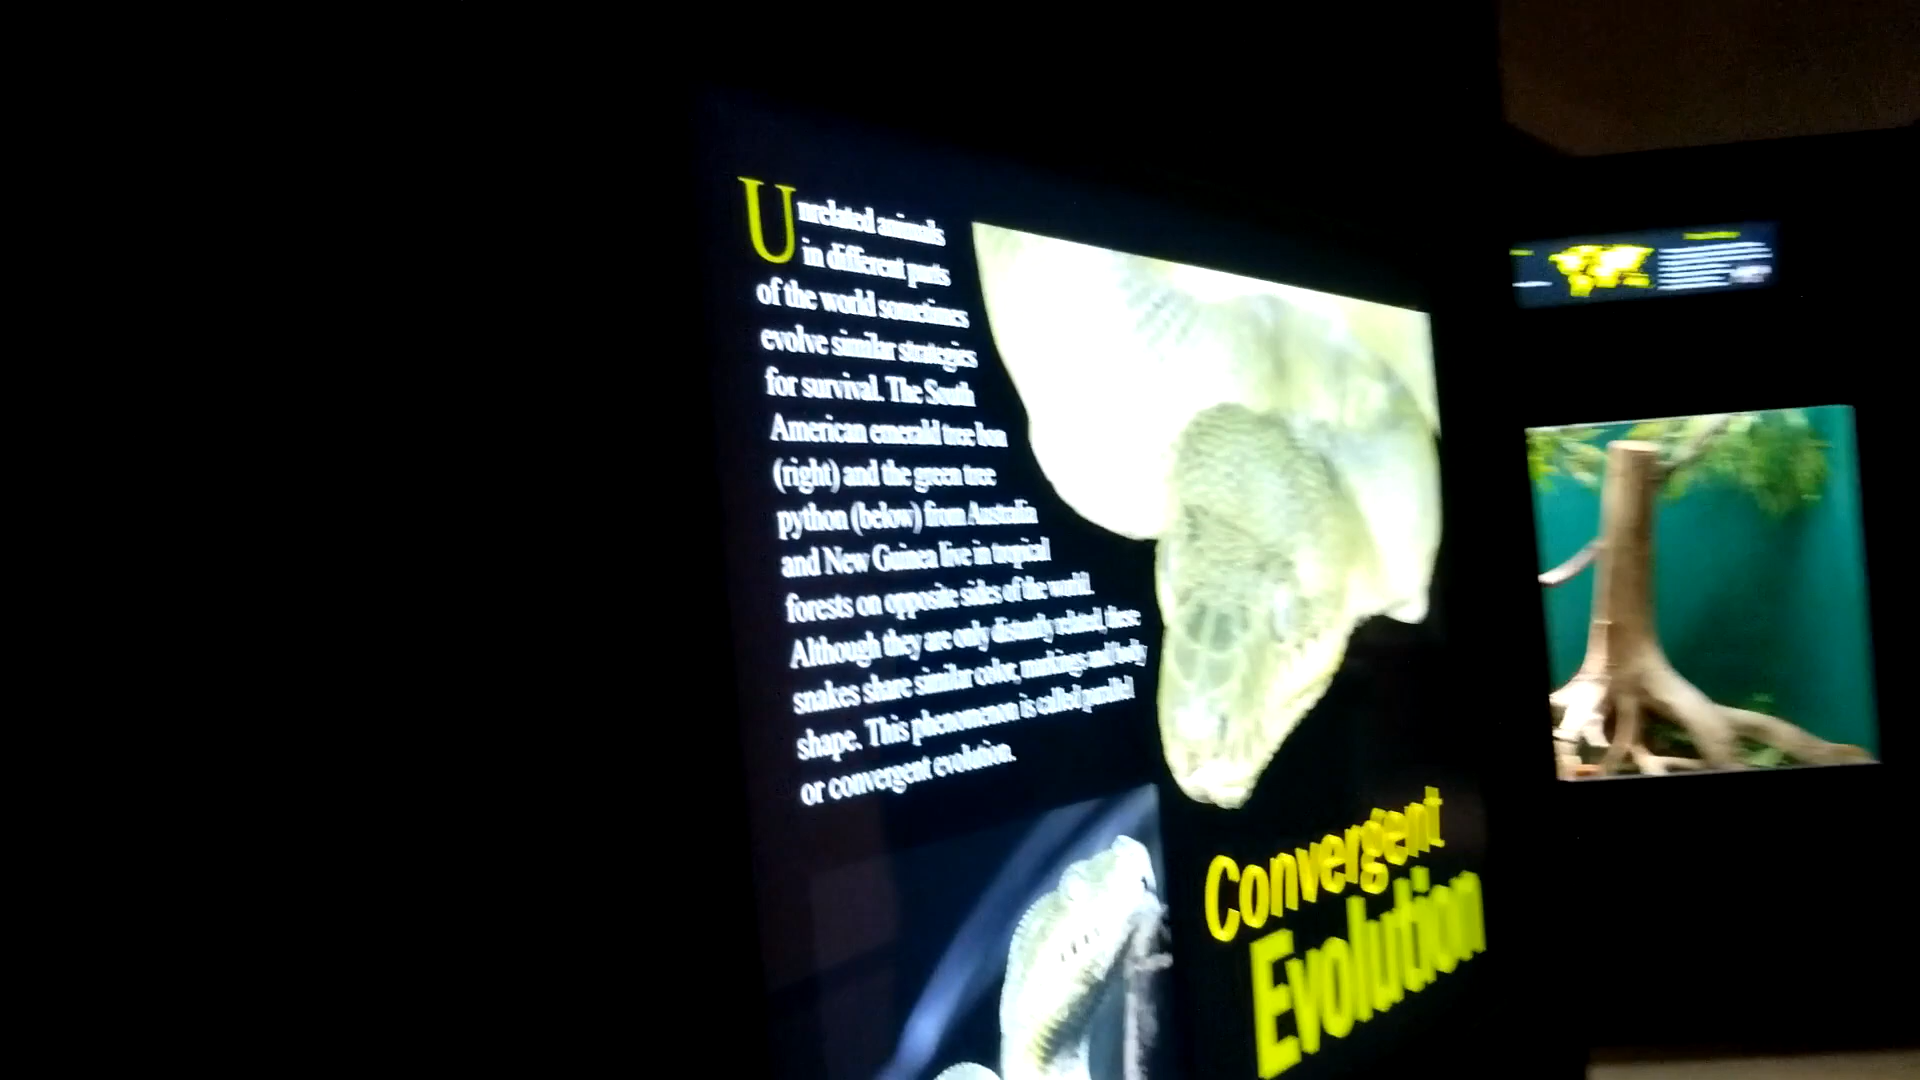 Unrelated animals
in different parts
of the world sometimes
evolve similar strategies
for survival. The South
American emerald tree boa
(right) and the green tree
python (below) from Australia
and New Guinea live in tropical
forests on opposite sides of the world.
Although they are only distantly related, these
snakes share similar color, markings and body
shape. This phenomenon is called parallel
or convergent evolution.
Convergent
Evolution